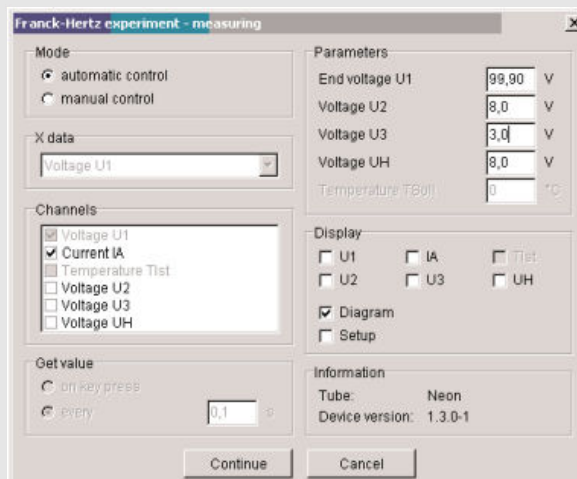 Franck-Hertz experiment - measuring
Mode
automatic control
manual control
X data
Voltage U1
Channels
Voltage U1
Current IA
Temperature Tist
Voltage U2
Voltage U3
Voltage UH
Get value
on key press
every 0,1 s
Parameters
End voltage U1 99,90 V
Voltage U2 8,0 V
Voltage U3 3,0 V
Voltage UH 8,0 V
Temperature TSoll 0 °C
Display
U1 IA Tist
U2 U3 UH
Diagram
Setup
Information
Tube: Neon
Device version: 1.3.0-1
Continue Cancel